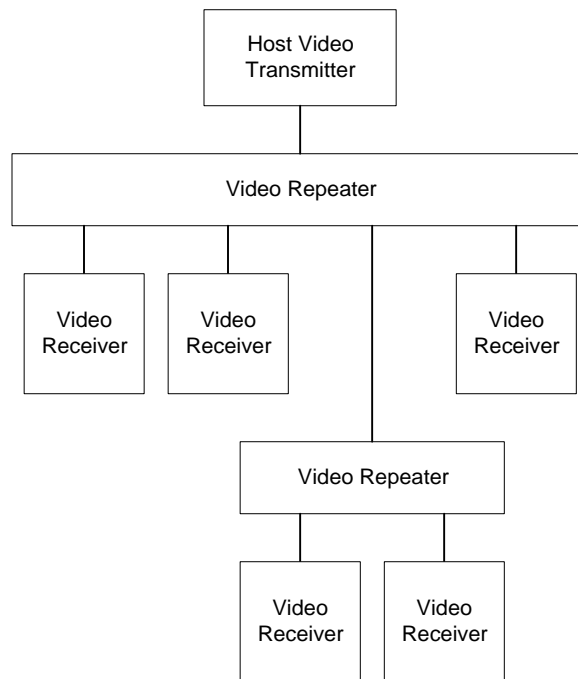 Host Video
Transmitter
Video Repeater
Video
Receiver
Video
Receiver
Video
Receiver
Video Repeater
Video
Receiver
Video
Receiver